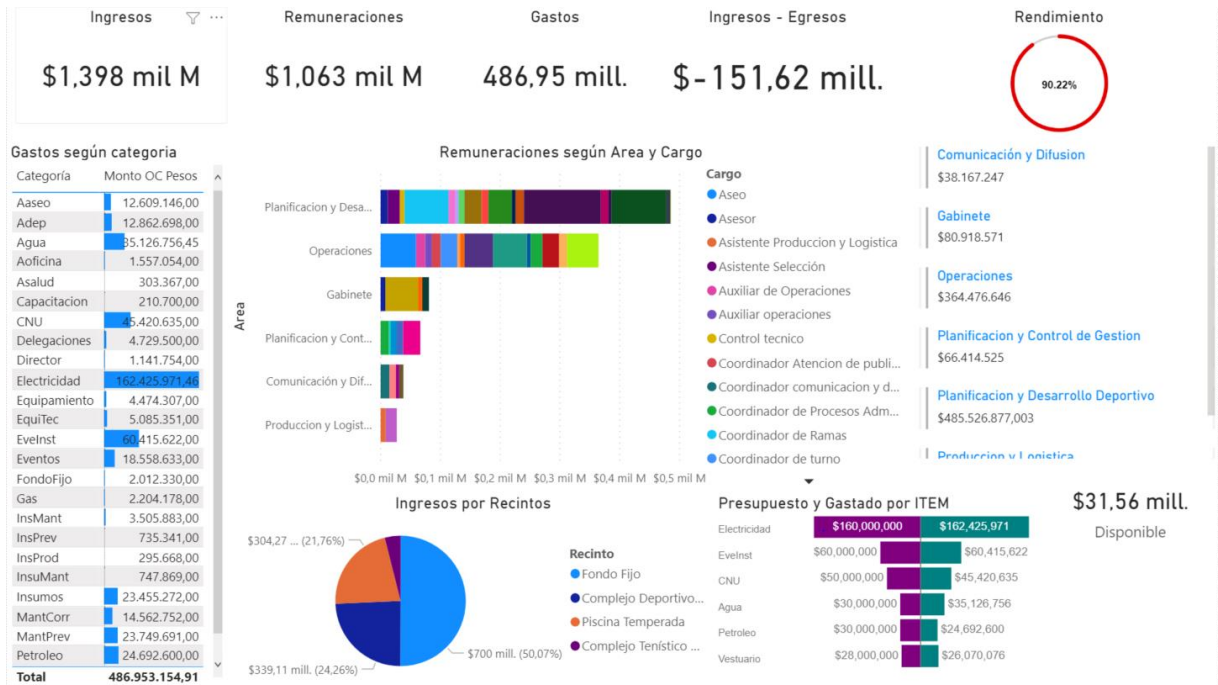 Ingresos
$1,398 mil M
Remuneraciones
$1,063 mil M
Gastos
486,95 mill.
Ingresos - Egresos
$-151,62 mill.
Rendimiento
90.22%
Gastos según categoria
Categoría Monto OC Pesos
Aaseo 12.609.146,00
Adep 12.862.698,00
Agua 35.126.756,45
Aoficina 1.557.054,00
Asalud 303.367,00
Capacitacion 210.700,00
CNU 45.420.635,00
Delegaciones 4.729.500,00
Director 1.141.754,00
Electricidad 162.425.971,46
Equipamiento 4.474.307,00
EquiTec 5.085.351,00
EveInst 60.415.622,00
Eventos 18.558.633,00
FondoFijo 2.012.330,00
Gas 2.204.178,00
InsMant 3.505.883,00
InsPrev 735.341,00
InsProd 295.668,00
InsuMant 747.869,00
Insumos 23.455.272,00
MantCorr 14.562.752,00
MantPrev 23.749.691,00
Petroleo 24.692.600,00
Total 486.953.154,91
Remuneraciones según Area y Cargo
Area
Planificacion y Desa...
Operaciones
Gabinete
Planificacion y Cont...
Comunicación y Dif...
Produccion y Logist...
$0,0 mil M $0,1 mil M $0,2 mil M $0,3 mil M $0,4 mil M $0,5 mil M
Cargo
Aseo
Asesor
Asistente Produccion y Logistica
Asistente Selección
Auxiliar de Operaciones
Auxiliar operaciones
Control tecnico
Coordinador Atencion de publi...
Coordinador comunicacion y d...
Coordinador de Procesos Adm...
Coordinador de Ramas
Coordinador de turno
Comunicación y Difusion
$38.167.247
Gabinete
$80.918.571
Operaciones
$364.476.646
Planificacion y Control de Gestion
$66.414.525
Planificacion y Desarrollo Deportivo
$485.526.877,003
Produccion y Logistica
Ingresos por Recintos
$304,27 ... (21,76%)
$339,11 mill. (24,26%)
$700 mill. (50,07%)
Recinto
Fondo Fijo
Complejo Deportivo...
Piscina Temperada
Complejo Tenístico ...
Presupuesto y Gastado por ITEM
Electricidad $160,000,000 $162,425,971
EveInst $60,000,000 $60,415,622
CNU $50,000,000 $45,420,635
Agua $30,000,000 $35,126,756
Petroleo $30,000,000 $24,692,600
Vestuario $28,000,000 $26,070,076
$31,56 mill.
Disponible